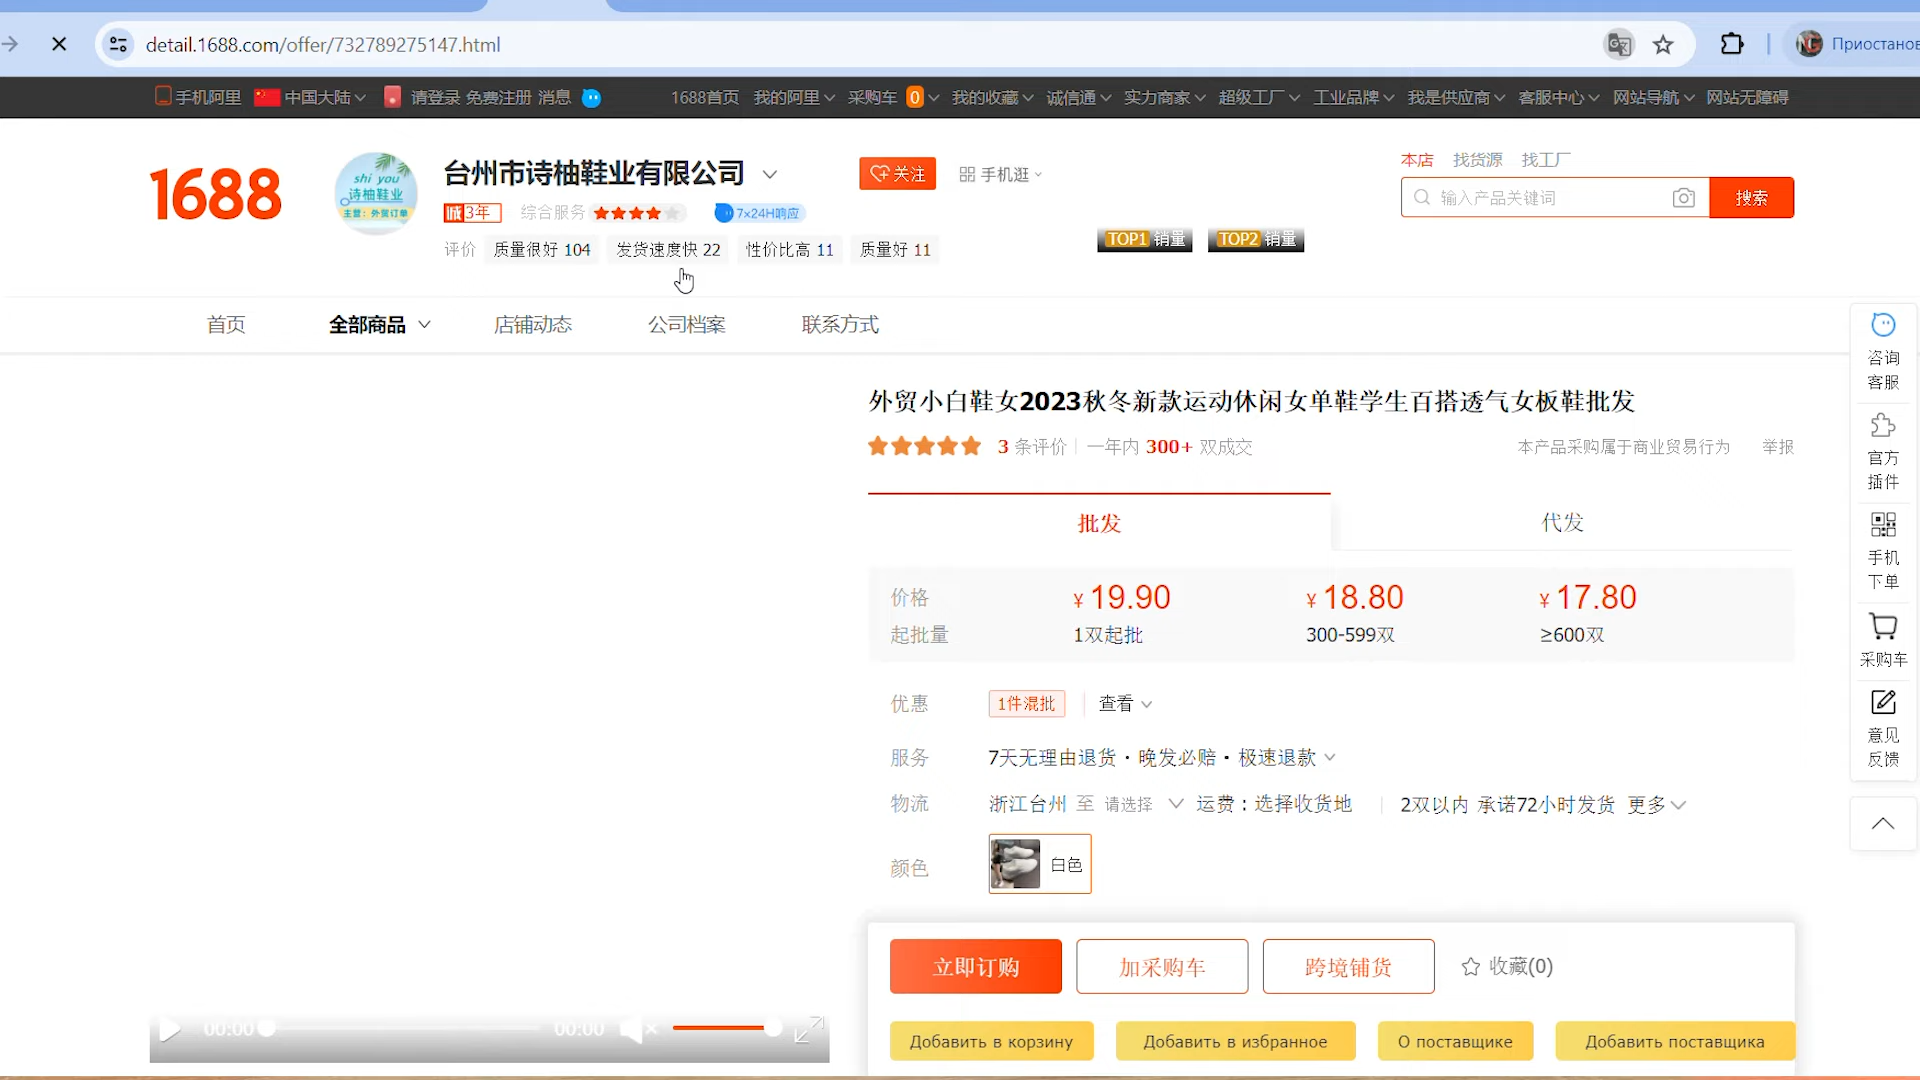 detail.1688.com/offer/732789275147.html
Приостанов
手机阿里 中国大陆 请登录 免费注册 消息 1688首页 我的阿里 采购车 0 我的收藏 诚信通 实力商家 超级工厂 工业品牌 我是供应商 客服中心 网站导航 网站无障碍
1688
shi you
诗柚鞋业
主营：外贸订单
台州市诗柚鞋业有限公司
关注
手机逛
诚 3年 综合服务 7x24H响应
评价 质量很好 104 发货速度快 22 性价比高 11 质量好 11
TOP1 销量 TOP2 销量
本店 找货源 找工厂
输入产品关键词 搜索
首页 全部商品 店铺动态 公司档案 联系方式
外贸小白鞋女2023秋冬新款运动休闲女单鞋学生百搭透气女板鞋批发
3 条评价 一年内 300+ 双成交 本产品采购属于商业贸易行为 举报
批发 代发
价格 ¥ 19.90 ¥ 18.80 ¥ 17.80
起批量 1双起批 300-599双 ≥600双
优惠 1件混批 查看
服务 7天无理由退货 · 晚发必赔 · 极速退款
物流 浙江台州 至 请选择 运费：选择收货地 2双以内 承诺72小时发货 更多
颜色 白色
立即订购 加采购车 跨境铺货 收藏(0)
00:00 00:00
Добавить в корзину Добавить в избранное О поставщике Добавить поставщика
咨询
客服
官方
插件
手机
下单
采购车
意见
反馈